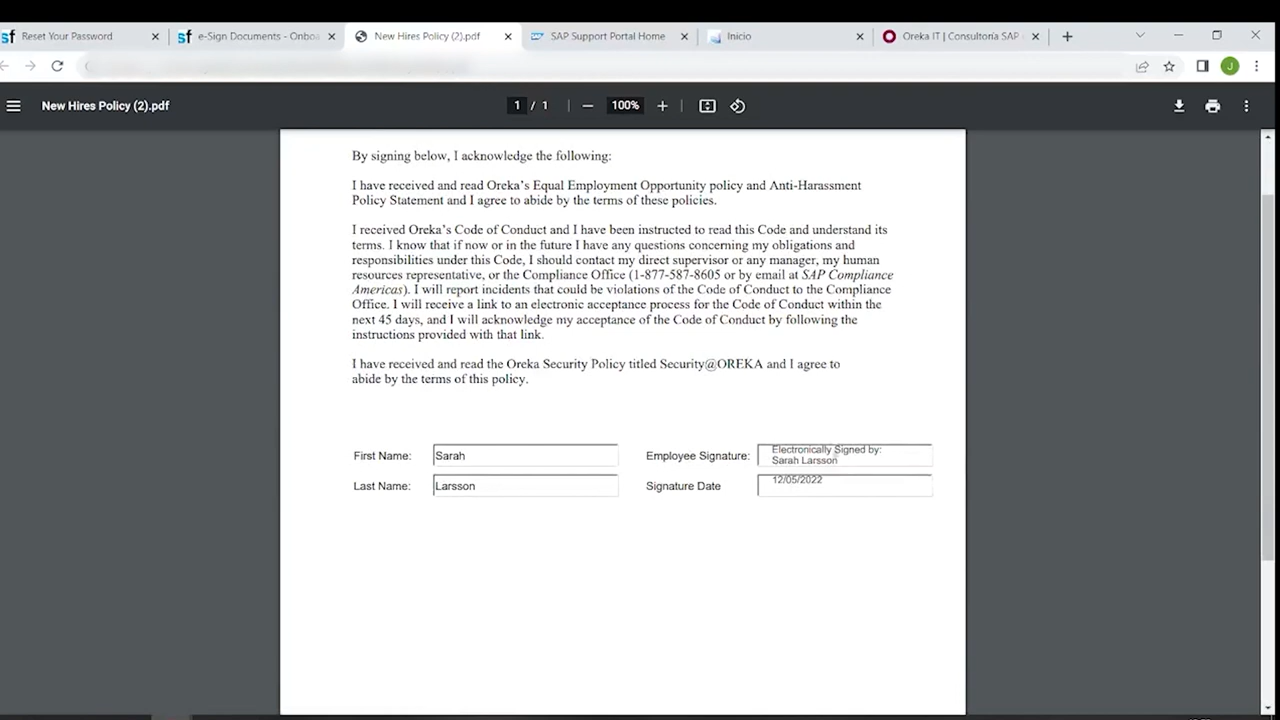 Reset Your Password
e-Sign Documents - Onboa
New Hires Policy (2).pdf
SAP Support Portal Home
Inicio
Oreka IT | Consultoría SAP
J
New Hires Policy (2).pdf
1 / 1
100%
By signing below, I acknowledge the following:
I have received and read Oreka's Equal Employment Opportunity policy and Anti-Harassment
Policy Statement and I agree to abide by the terms of these policies.
I received Oreka's Code of Conduct and I have been instructed to read this Code and understand its
terms. I know that if now or in the future I have any questions concerning my obligations and
responsibilities under this Code, I should contact my direct supervisor or any manager, my human
resources representative, or the Compliance Office (1-877-587-8605 or by email at SAP Compliance
Americas). I will report incidents that could be violations of the Code of Conduct to the Compliance
Office. I will receive a link to an electronic acceptance process for the Code of Conduct within the
next 45 days, and I will acknowledge my acceptance of the Code of Conduct by following the
instructions provided with that link.
I have received and read the Oreka Security Policy titled Security@OREKA and I agree to
abide by the terms of this policy.
First Name: Sarah
Employee Signature: Electronically Signed by:
Sarah Larsson
Last Name: Larsson
Signature Date 12/05/2022